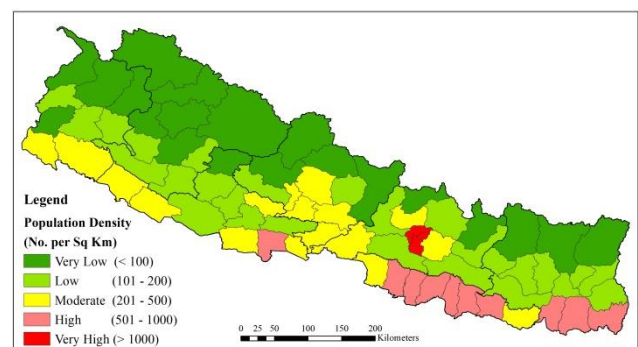 Legend
Population Density
(No. per Sq Km)
Very Low (< 100)
Low (101 - 200)
Moderate (201 - 500)
High (501 - 1000)
Very High (> 1000)
0 25 50 100 150 200
Kilometers